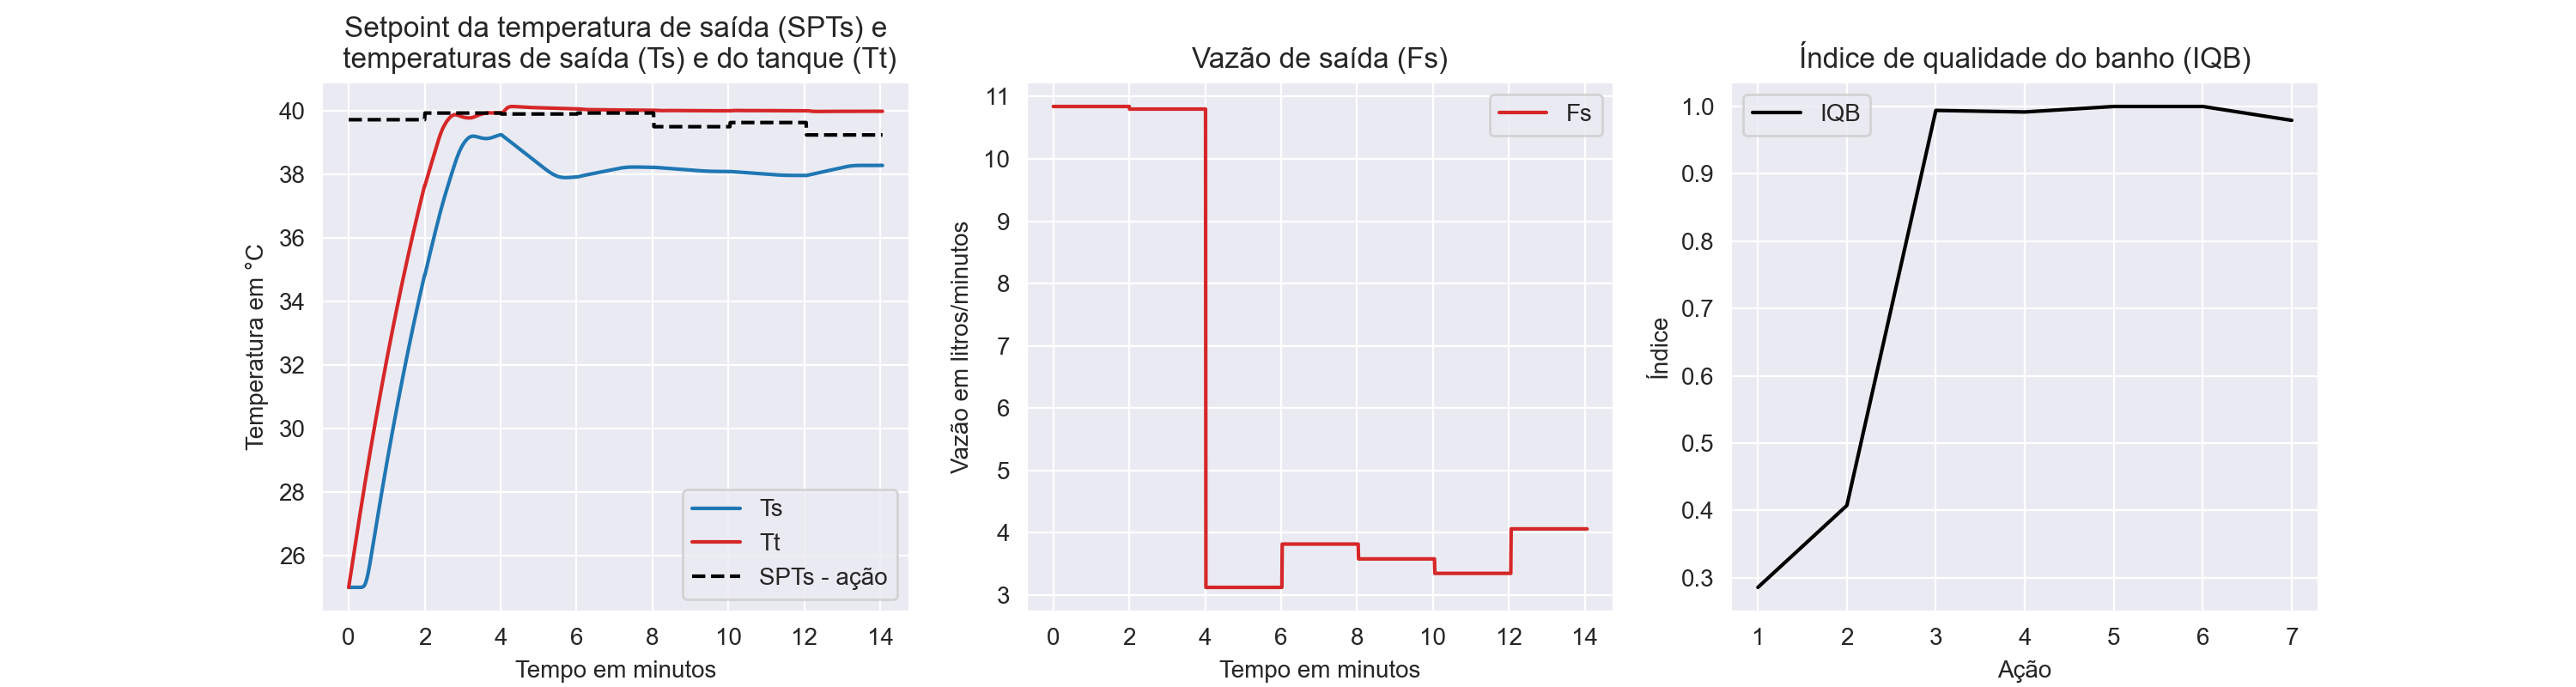 Setpoint da temperatura de saída (SPTs) e
temperaturas de saída (Ts) e do tanque (Tt)
Temperatura em °C
40
38
36
34
32
30
28
26
Ts
Tt
SPTs - ação
0 2 4 6 8 10 12 14
Tempo em minutos
Vazão de saída (Fs)
Vazão em litros/minutos
11
10
9
8
7
6
5
4
3
Fs
0 2 4 6 8 10 12 14
Tempo em minutos
Índice de qualidade do banho (IQB)
Índice
1.0
0.9
0.8
0.7
0.6
0.5
0.4
0.3
IQB
1 2 3 4 5 6 7
Ação